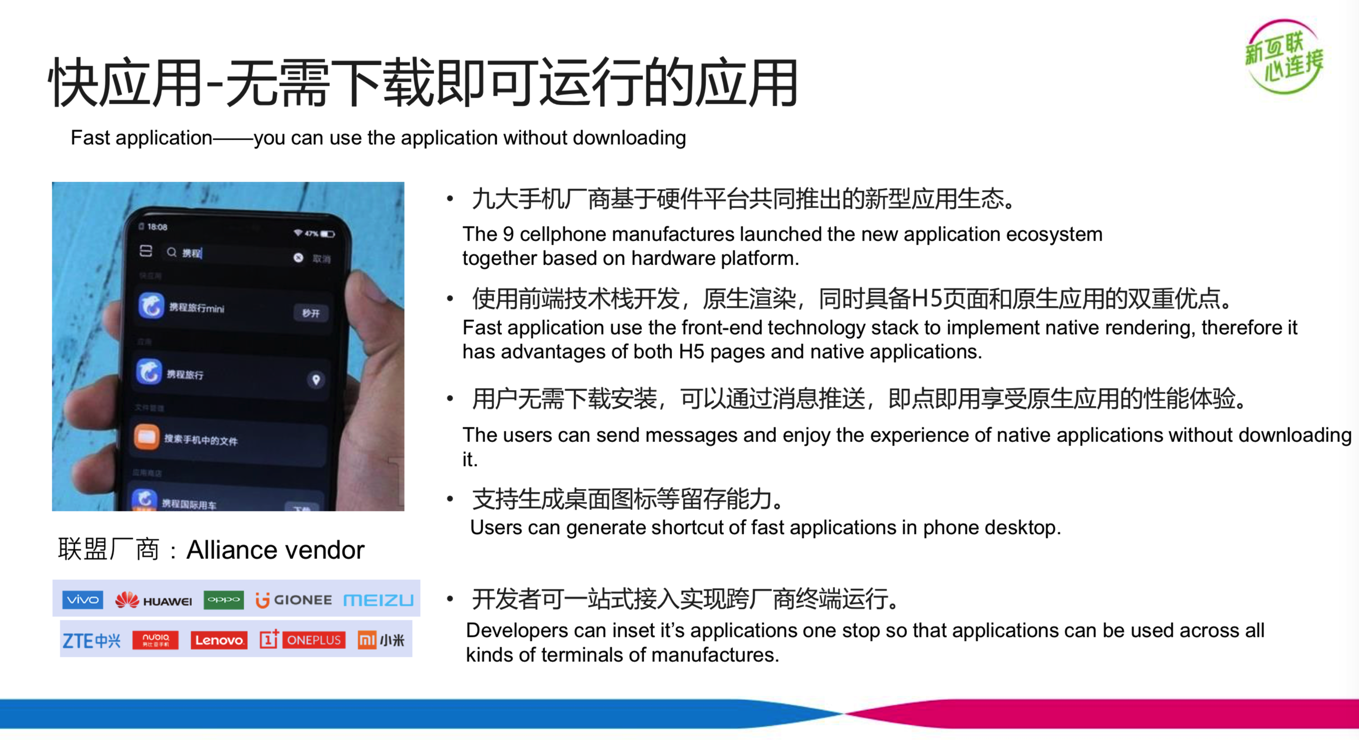 快应用-无需下载即可运行的应用
新互联
心连接
Fast application——you can use the application without downloading
18:08
47%
携程
取消
快应用
携程旅行mini
秒开
应用
携程旅行
文件管理
搜索手机中的文件
应用商店
携程国际用车
下载
联盟厂商：Alliance vendor
vivo HUAWEI oppo GIONEE MEIZU
ZTE中兴 nubia Lenovo 1+ ONEPLUS mi 小米
• 九大手机厂商基于硬件平台共同推出的新型应用生态。
The 9 cellphone manufactures launched the new application ecosystem
together based on hardware platform.
• 使用前端技术栈开发，原生渲染，同时具备H5页面和原生应用的双重优点。
Fast application use the front-end technology stack to implement native rendering, therefore it
has advantages of both H5 pages and native applications.
• 用户无需下载安装，可以通过消息推送，即点即用享受原生应用的性能体验。
The users can send messages and enjoy the experience of native applications without downloading
it.
• 支持生成桌面图标等留存能力。
Users can generate shortcut of fast applications in phone desktop.
• 开发者可一站式接入实现跨厂商终端运行。
Developers can inset it’s applications one stop so that applications can be used across all
kinds of terminals of manufactures.